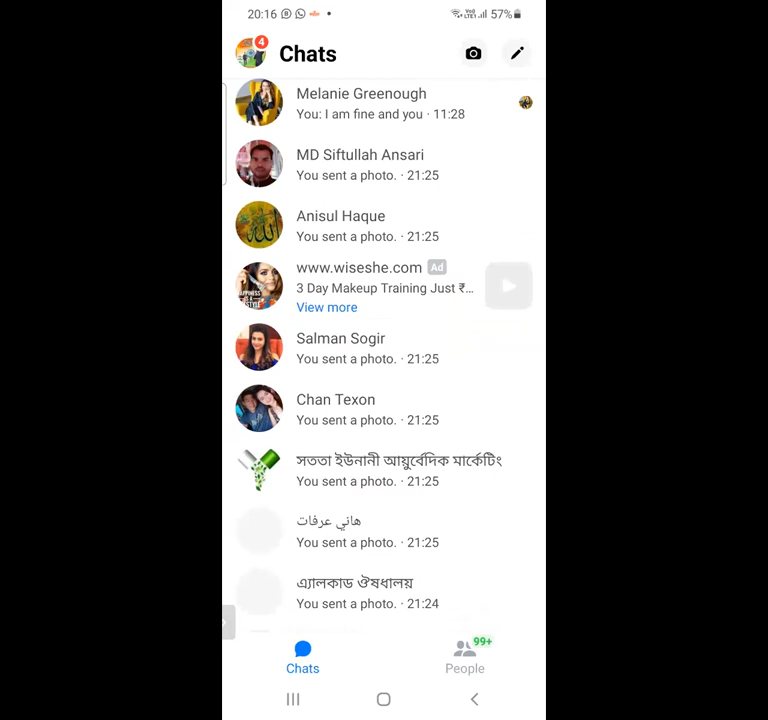 20:16 57%
4
Chats
Melanie Greenough
You: I am fine and you · 11:28
MD Siftullah Ansari
You sent a photo. · 21:25
Anisul Haque
You sent a photo. · 21:25
www.wiseshe.com Ad
3 Day Makeup Training Just ₹...
View more
Salman Sogir
You sent a photo. · 21:25
Chan Texon
You sent a photo. · 21:25
সততা ইউনানী আয়ুর্বেদিক মার্কেটিং
You sent a photo. · 21:25
هاني عرفات
You sent a photo. · 21:25
এ্যালকাড ঔষধালয়
You sent a photo. · 21:24
99+
Chats People